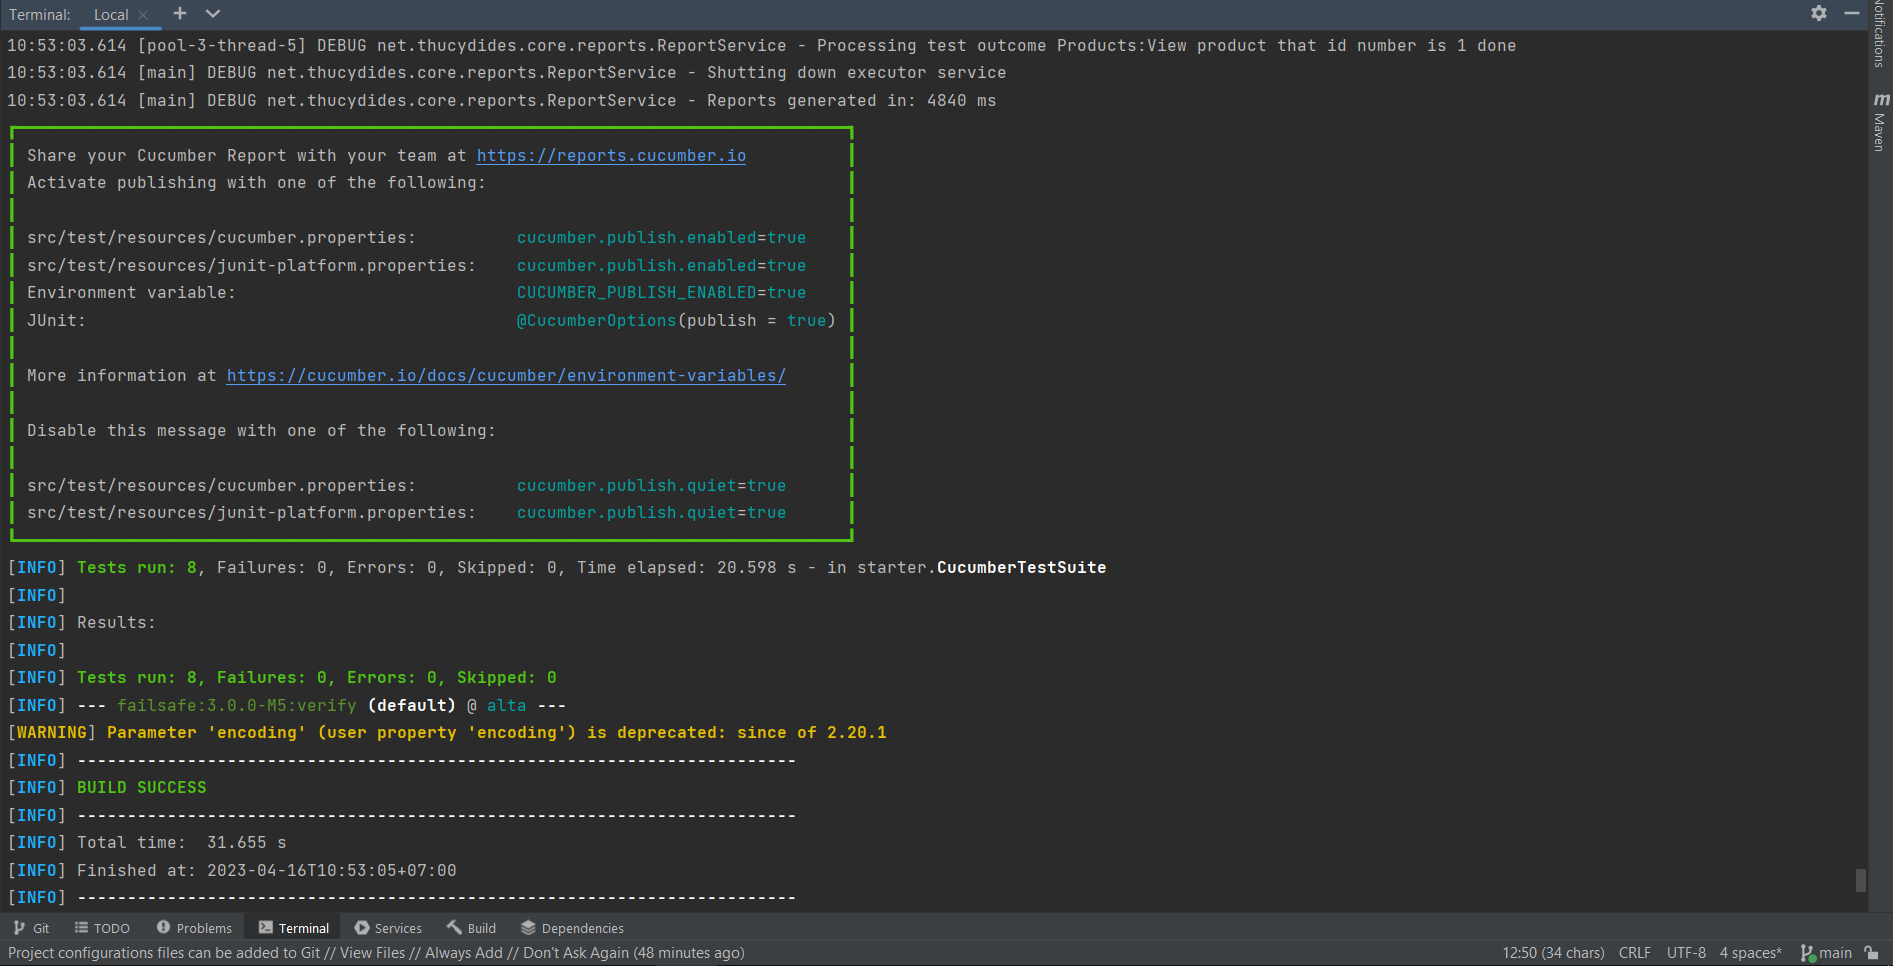 Terminal: Local
10:53:03.614 [pool-3-thread-5] DEBUG net.thucydides.core.reports.ReportService - Processing test outcome Products:View product that id number is 1 done
10:53:03.614 [main] DEBUG net.thucydides.core.reports.ReportService - Shutting down executor service
10:53:03.614 [main] DEBUG net.thucydides.core.reports.ReportService - Reports generated in: 4840 ms
Share your Cucumber Report with your team at https://reports.cucumber.io
Activate publishing with one of the following:
src/test/resources/cucumber.properties: cucumber.publish.enabled=true
src/test/resources/junit-platform.properties: cucumber.publish.enabled=true
Environment variable: CUCUMBER_PUBLISH_ENABLED=true
JUnit: @CucumberOptions(publish = true)
More information at https://cucumber.io/docs/cucumber/environment-variables/
Disable this message with one of the following:
src/test/resources/cucumber.properties: cucumber.publish.quiet=true
src/test/resources/junit-platform.properties: cucumber.publish.quiet=true
[INFO] Tests run: 8, Failures: 0, Errors: 0, Skipped: 0, Time elapsed: 20.598 s - in starter.CucumberTestSuite
[INFO]
[INFO] Results:
[INFO]
[INFO] Tests run: 8, Failures: 0, Errors: 0, Skipped: 0
[INFO] --- failsafe:3.0.0-M5:verify (default) @ alta ---
[WARNING] Parameter 'encoding' (user property 'encoding') is deprecated: since of 2.20.1
[INFO] ------------------------------------------------------------------------
[INFO] BUILD SUCCESS
[INFO] ------------------------------------------------------------------------
[INFO] Total time:  31.655 s
[INFO] Finished at: 2023-04-16T10:53:05+07:00
[INFO] ------------------------------------------------------------------------
Notifications
m Maven
Git TODO Problems Terminal Services Build Dependencies
Project configurations files can be added to Git // View Files // Always Add // Don't Ask Again (48 minutes ago) 12:50 (34 chars) CRLF UTF-8 4 spaces* main